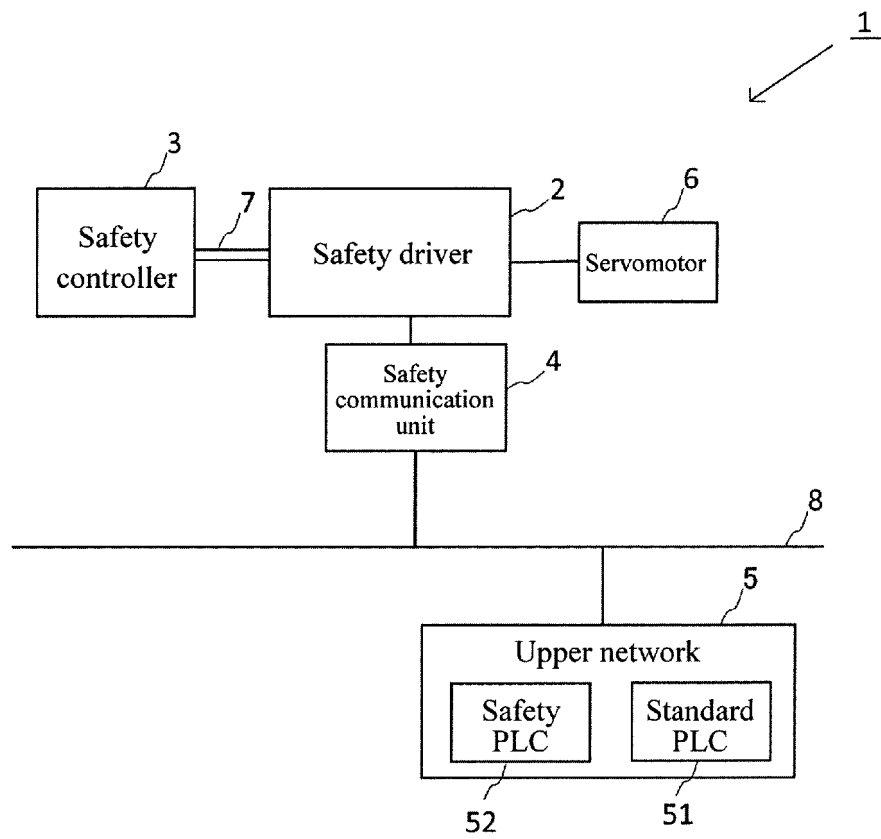 1
3
7
2
6
Safety
controller
Safety driver
Servomotor
4
Safety
communication
unit
8
5
Upper network
Safety
PLC
Standard
PLC
52
51